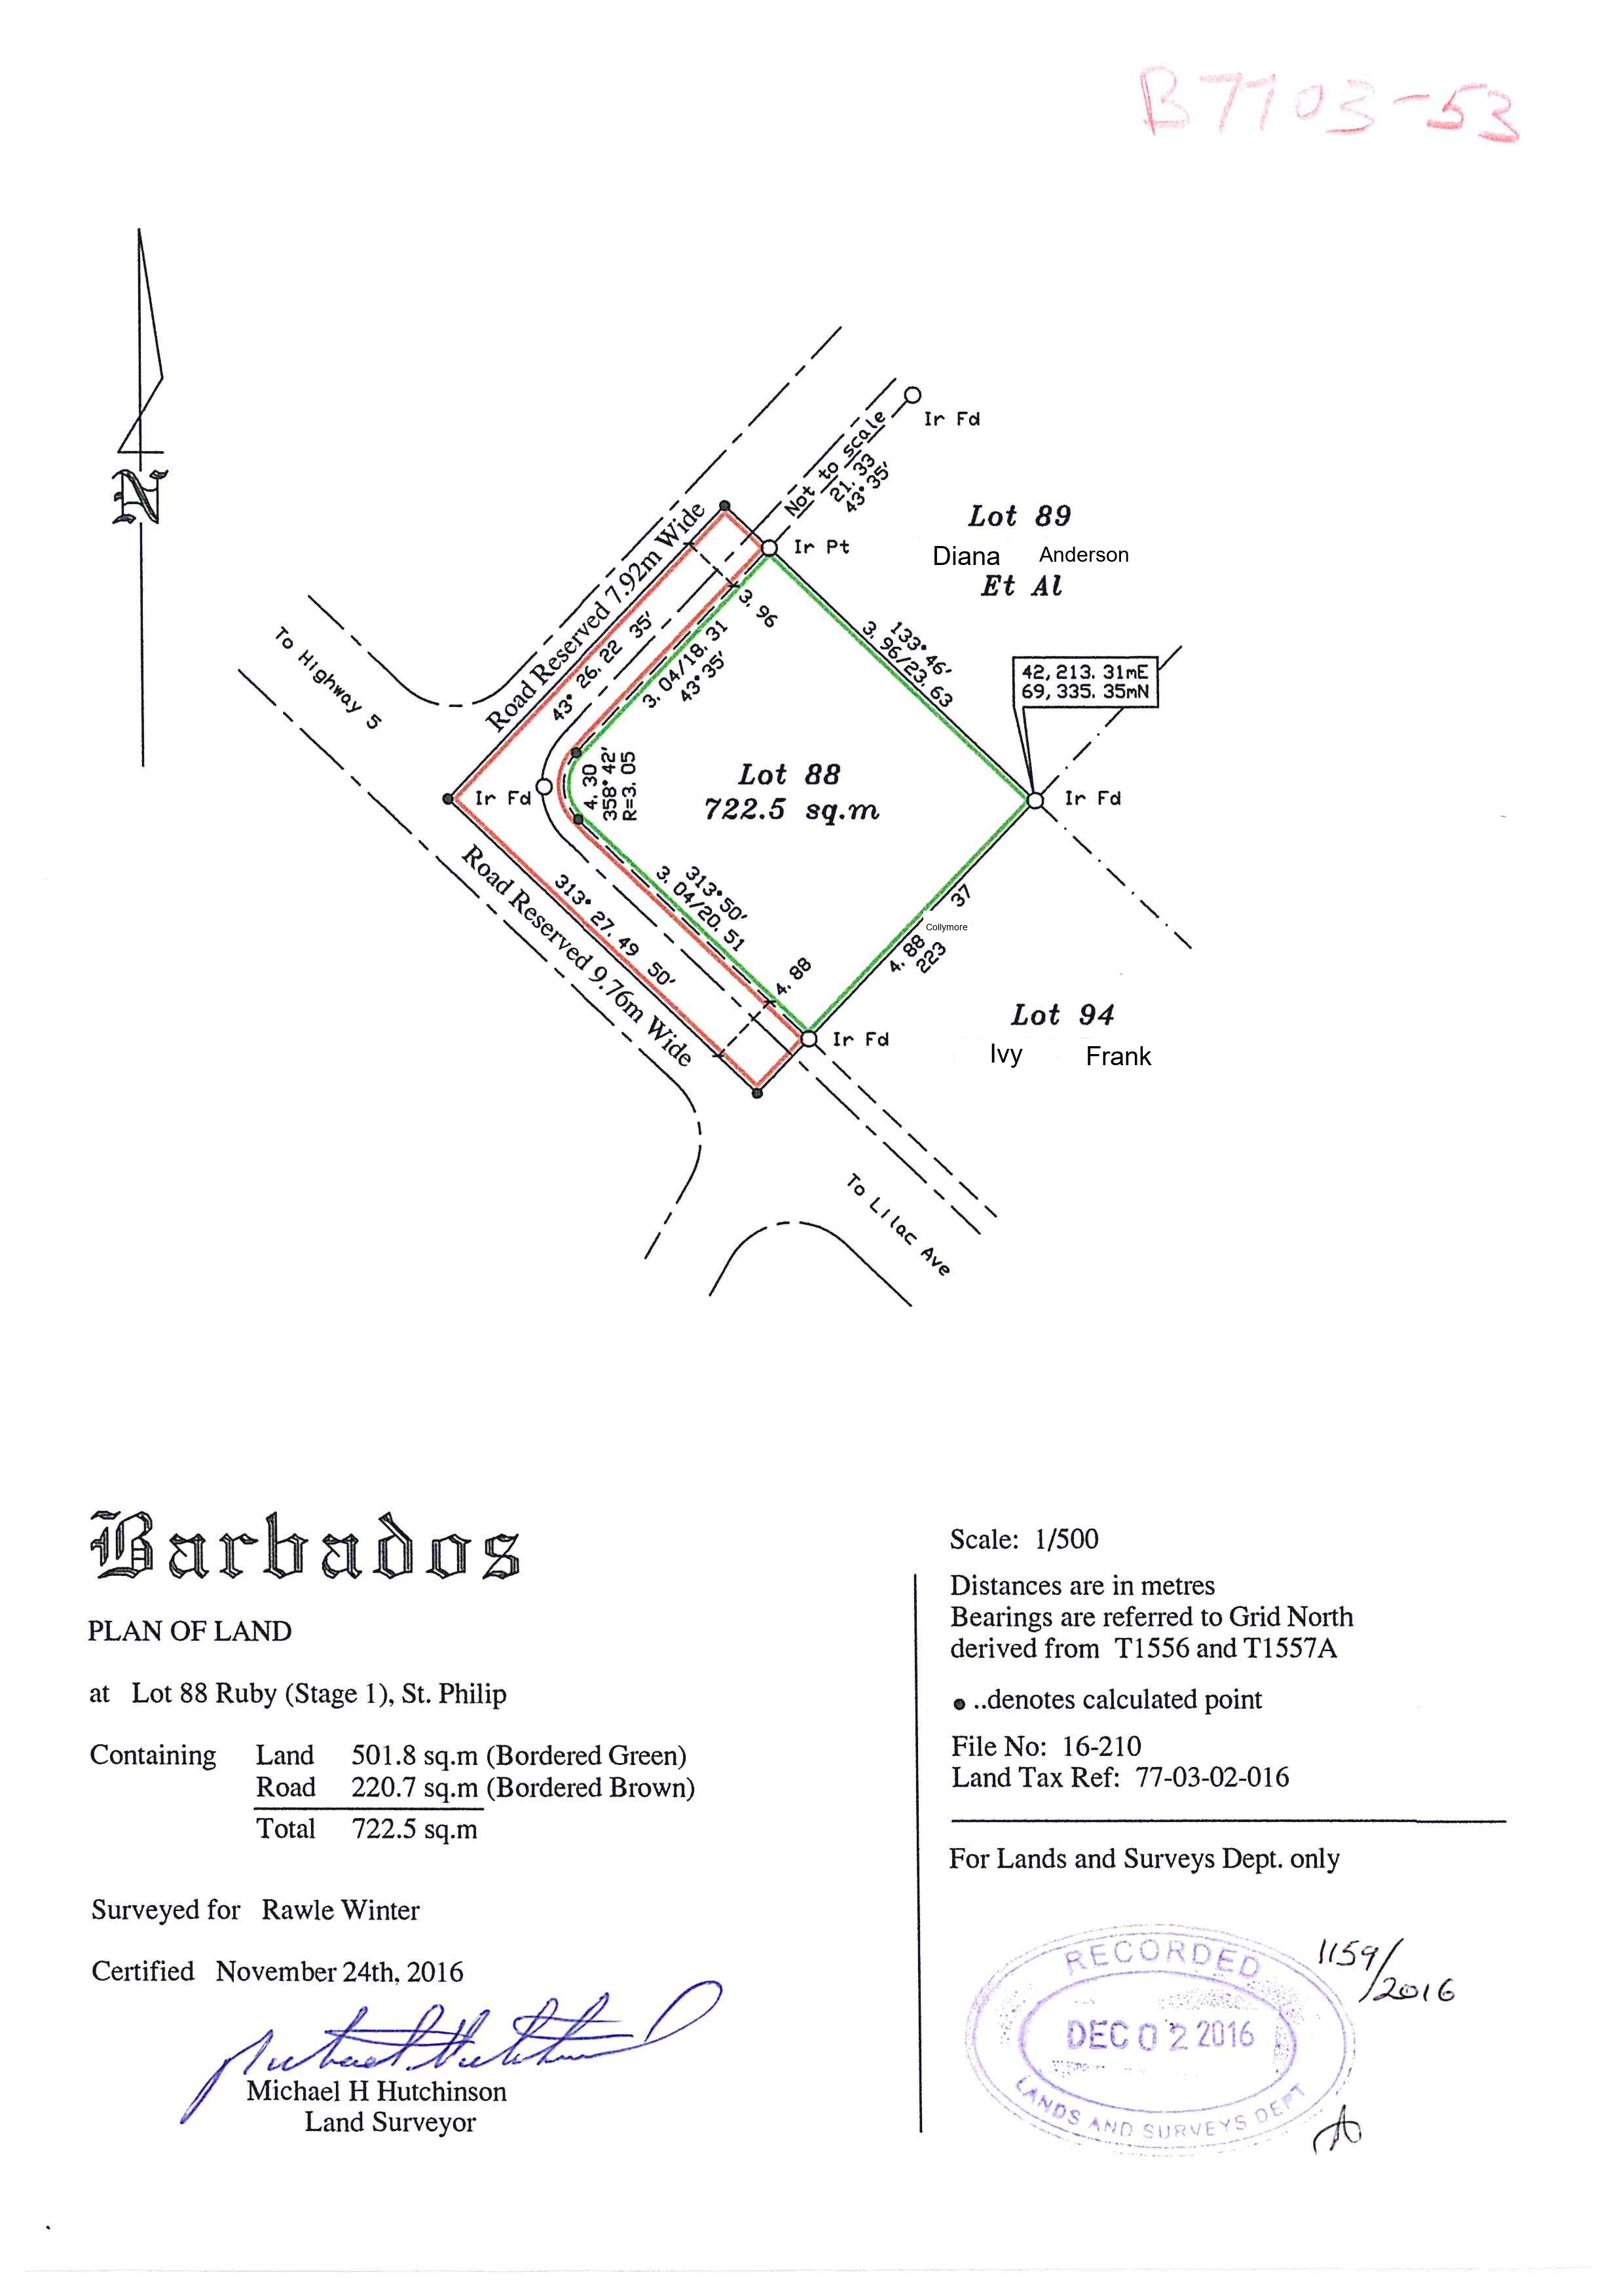 B7703-53
N
Ir Fd
Not to scale
21.33
43°35'
Lot 89
Diana Anderson
Et Al
Ir Pt
Road Reserved 7.92m Wide
43° 26.22 35'
3.96
3.04/18.31
43°35'
133°46'
3.96/23.63
42,213.31mE
69,335.35mN
To Highway 5
Ir Fd
4.30
358°42'
R=3.05
Lot 88
722.5 sq.m
Ir Fd
313°50'
3.04/20.51
313° 27.49 50'
Road Reserved 9.76m Wide
4.88
37
Collymore
4.88
223
Ir Fd
Lot 94
Ivy Frank
To Lilac Ave
Barbados
PLAN OF LAND
at Lot 88 Ruby (Stage 1), St. Philip
Containing Land 501.8 sq.m (Bordered Green)
Road 220.7 sq.m (Bordered Brown)
Total 722.5 sq.m
Surveyed for Rawle Winter
Certified November 24th, 2016
Michael H Hutchinson
Land Surveyor
Scale: 1/500
Distances are in metres
Bearings are referred to Grid North
derived from T1556 and T1557A
..denotes calculated point
File No: 16-210
Land Tax Ref: 77-03-02-016
For Lands and Surveys Dept. only
RECORDED
DEC 02 2016
LANDS AND SURVEYS DEPT
1159/2016